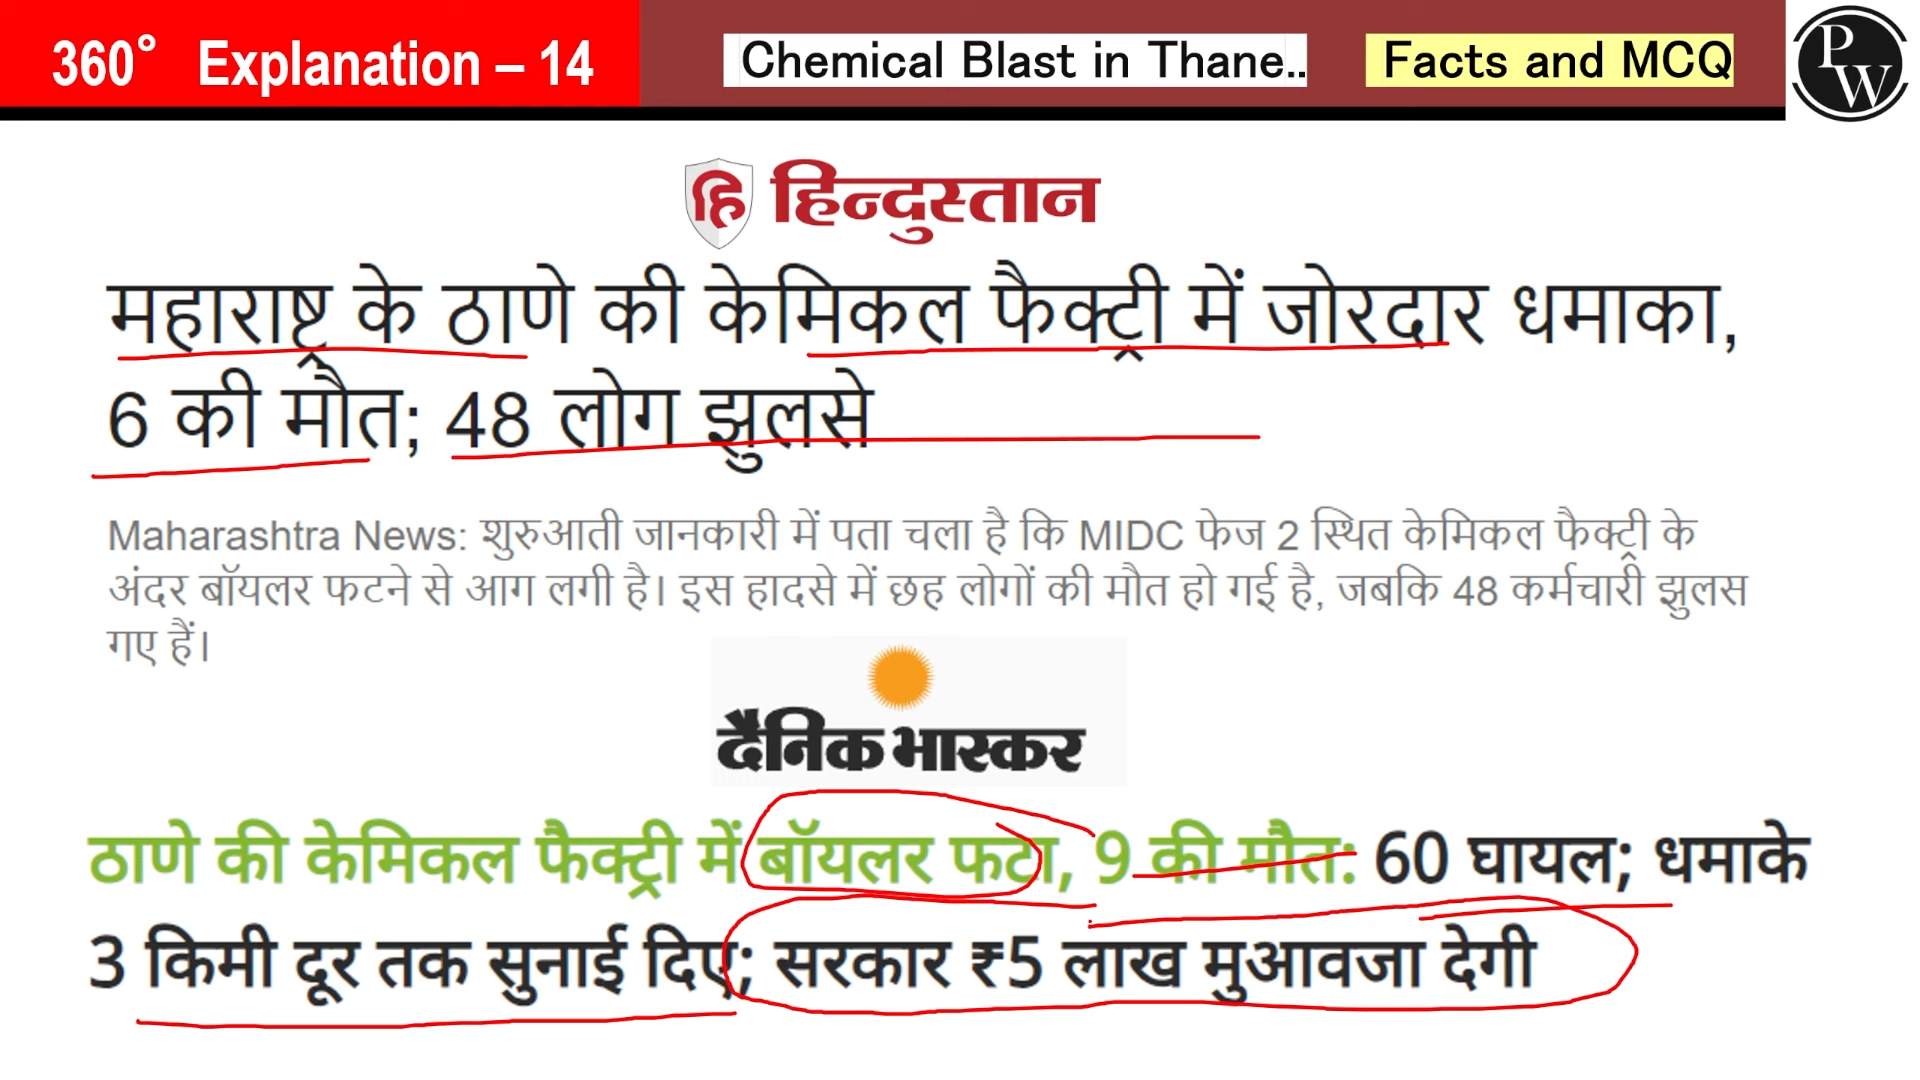 360° Explanation – 14
Chemical Blast in Thane..
Facts and MCQ
PW
हि हिन्दुस्तान
महाराष्ट्र के ठाणे की केमिकल फैक्ट्री में जोरदार धमाका,
6 की मौत; 48 लोग झुलसे
Maharashtra News: शुरुआती जानकारी में पता चला है कि MIDC फेज 2 स्थित केमिकल फैक्ट्री के
अंदर बॉयलर फटने से आग लगी है। इस हादसे में छह लोगों की मौत हो गई है, जबकि 48 कर्मचारी झुलस
गए हैं।
दैनिक भास्कर
ठाणे की केमिकल फैक्ट्री में बॉयलर फटा, 9 की मौत: 60 घायल; धमाके
3 किमी दूर तक सुनाई दिए; सरकार ₹5 लाख मुआवजा देगी